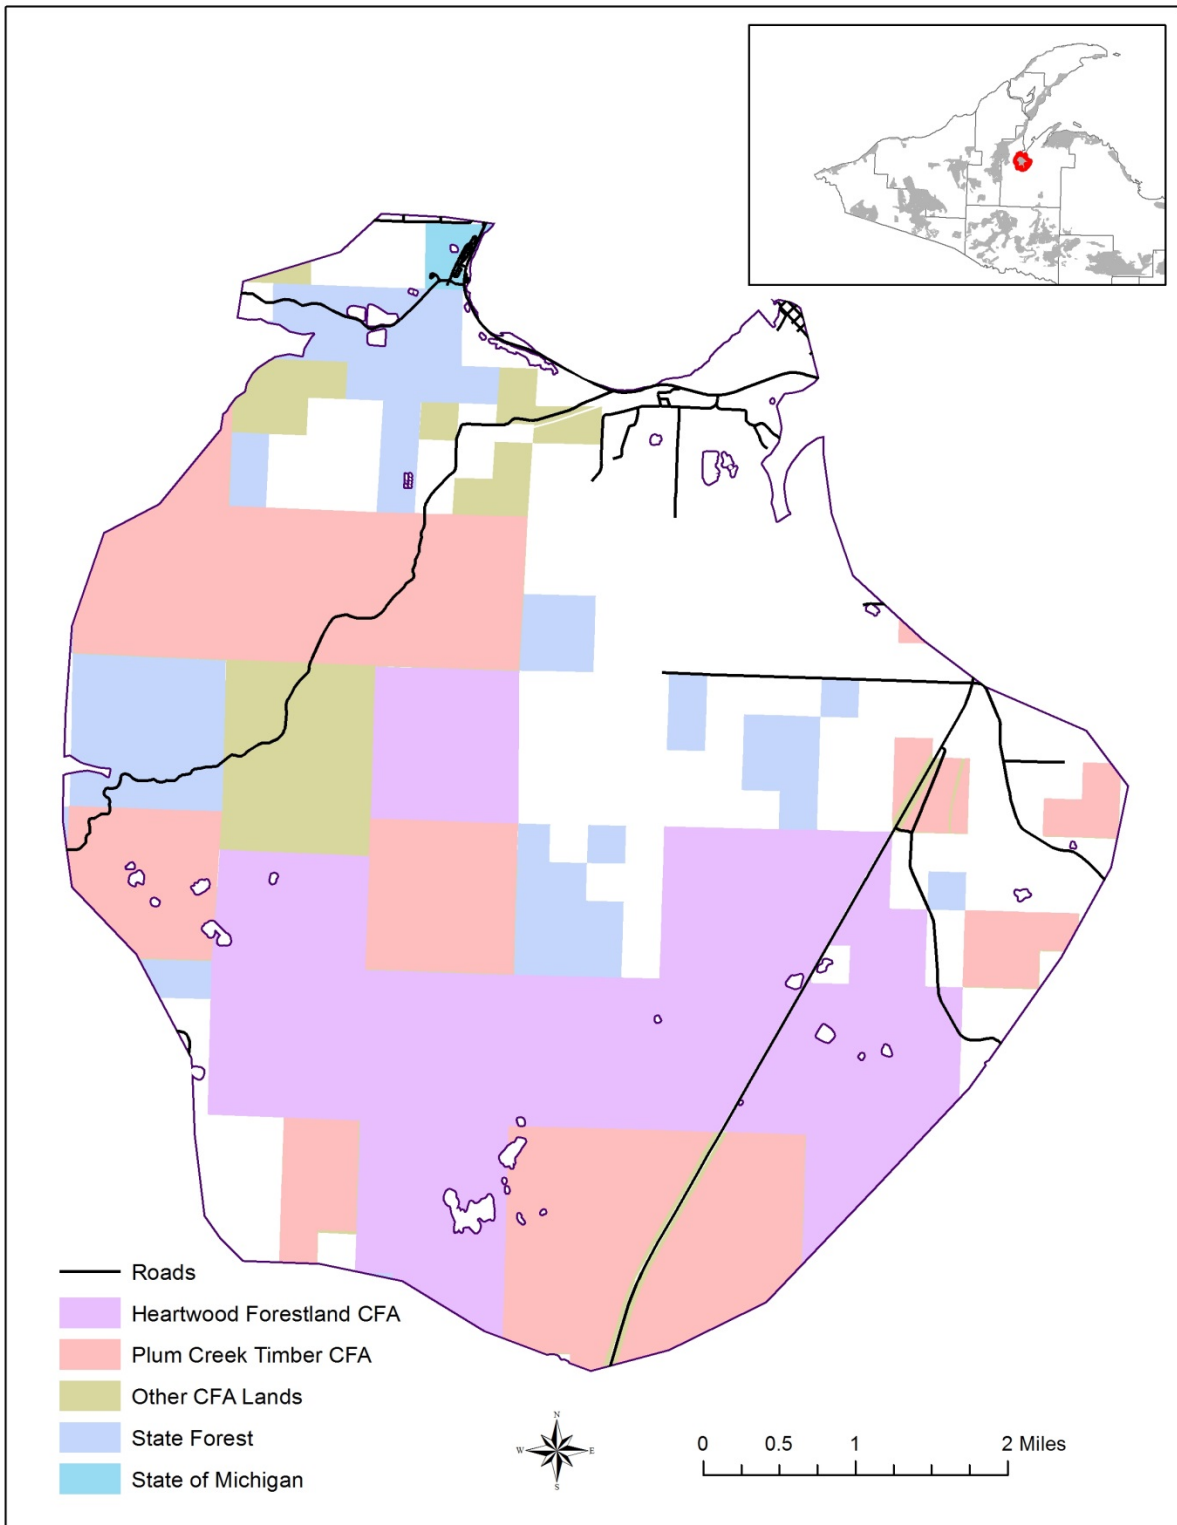 Roads
Heartwood Forestland CFA
Plum Creek Timber CFA
Other CFA Lands
State Forest
State of Michigan
N
W E
S
0 0.5 1 2 Miles